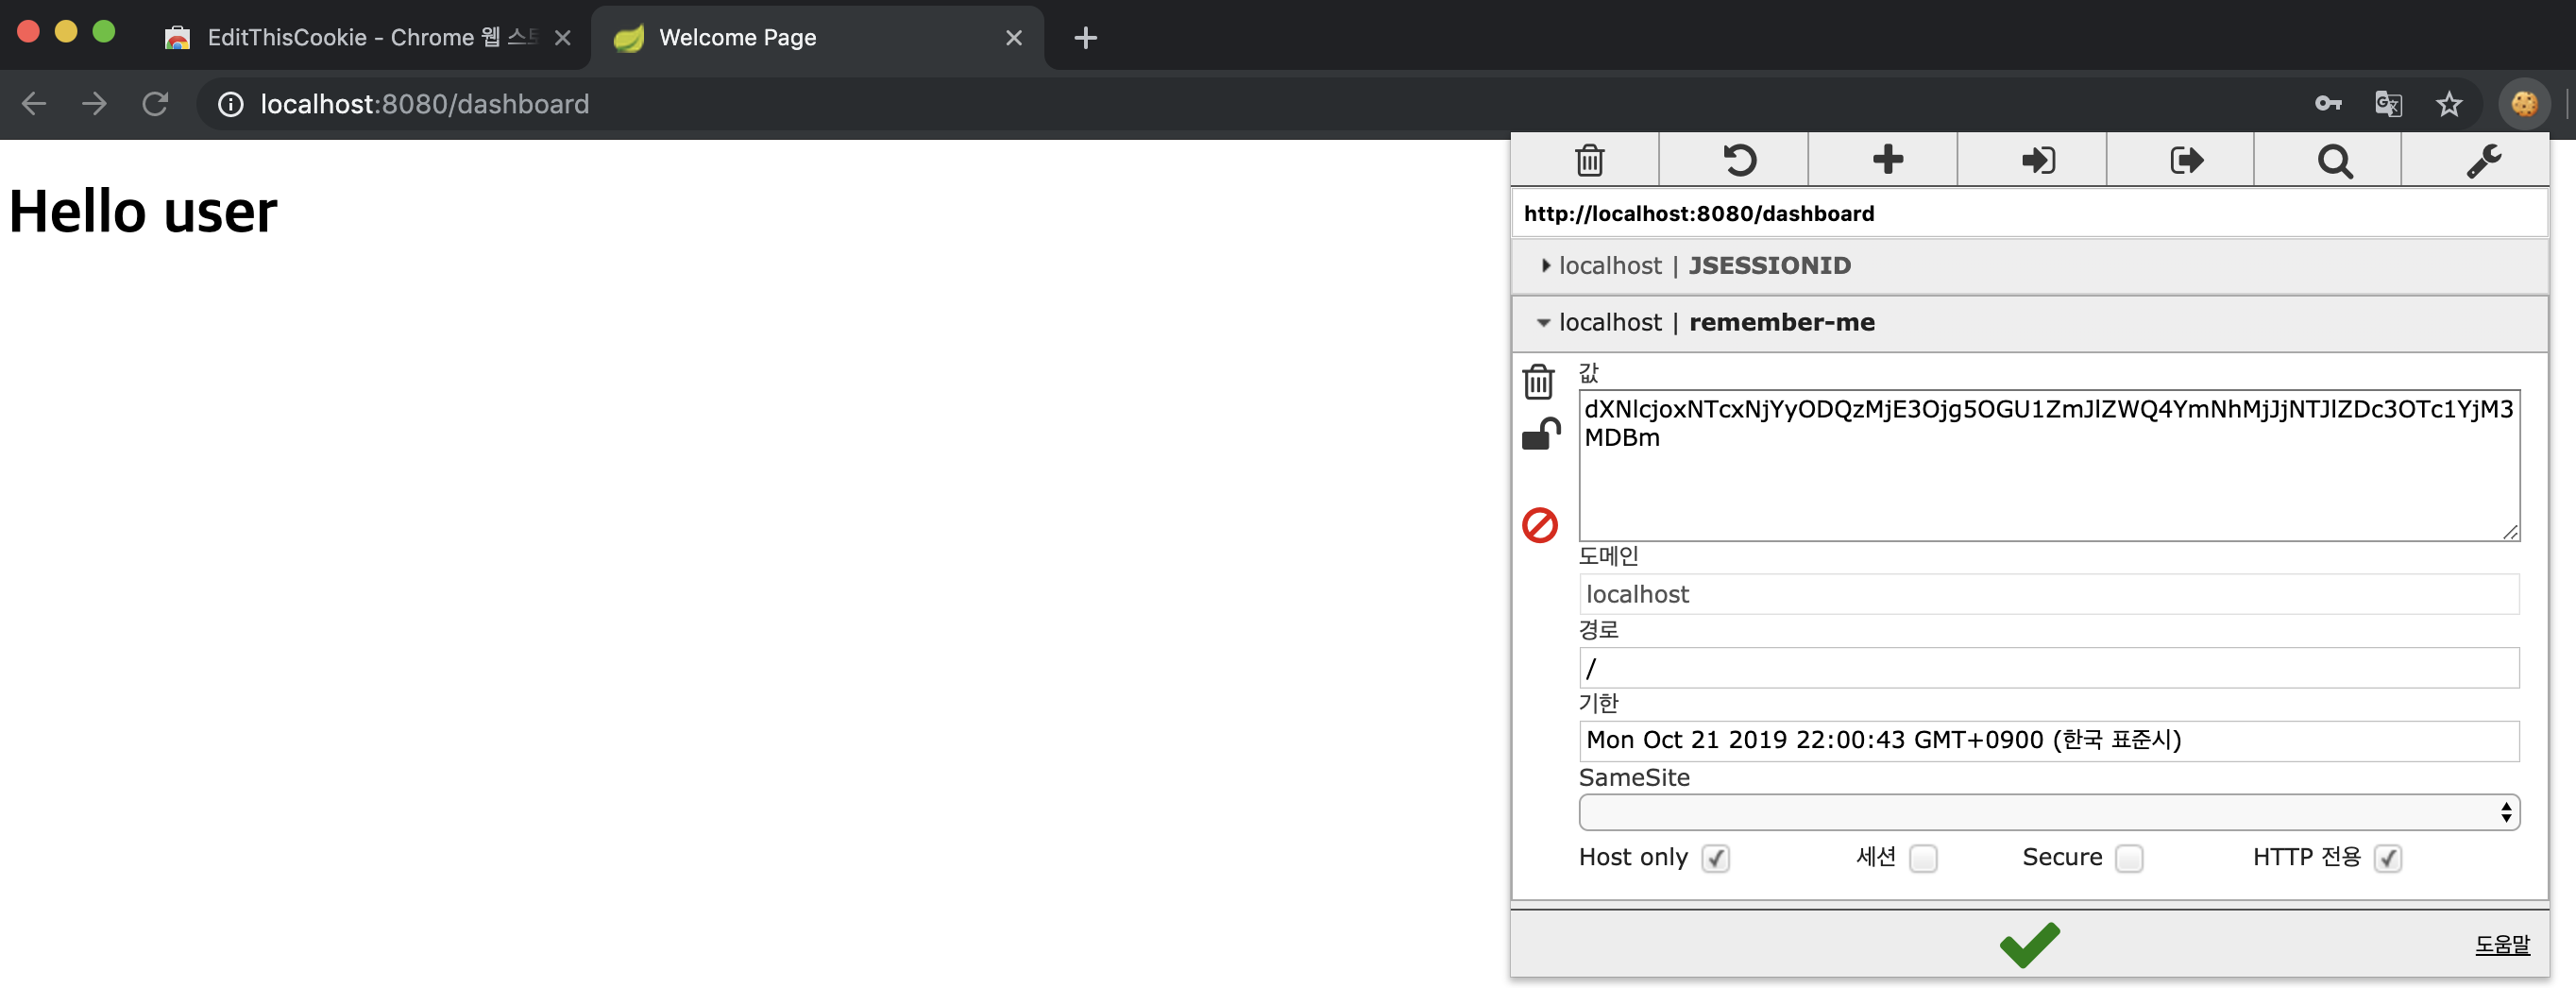 EditThisCookie - Chrome 웹 스토
Welcome Page
localhost:8080/dashboard
Hello user
http://localhost:8080/dashboard
localhost | JSESSIONID
localhost | remember-me
값
dXNlcjoxNTcxNjYyODQzMjE3Ojg5OGU1ZmJlZWQ4YmNhMjJjNTJlZDc3OTc1YjM3
MDBm
도메인
localhost
경로
/
기한
Mon Oct 21 2019 22:00:43 GMT+0900 (한국 표준시)
SameSite
Host only 세션 Secure HTTP 전용
도움말